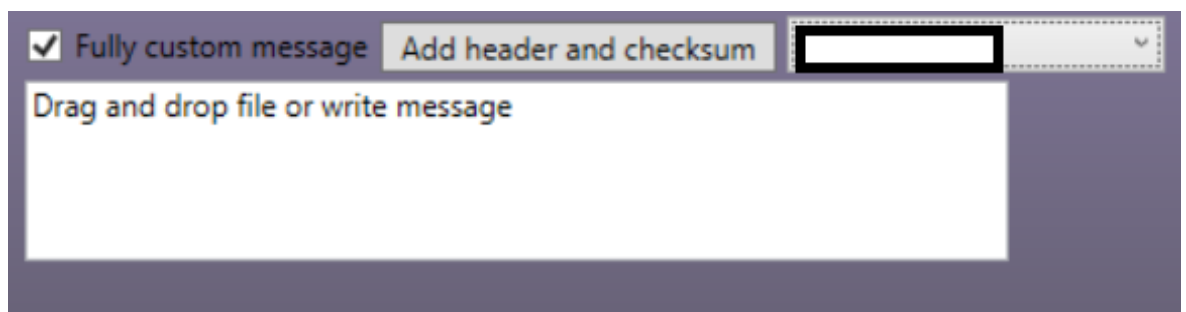 Fully custom message Add header and checksum
Drag and drop file or write message